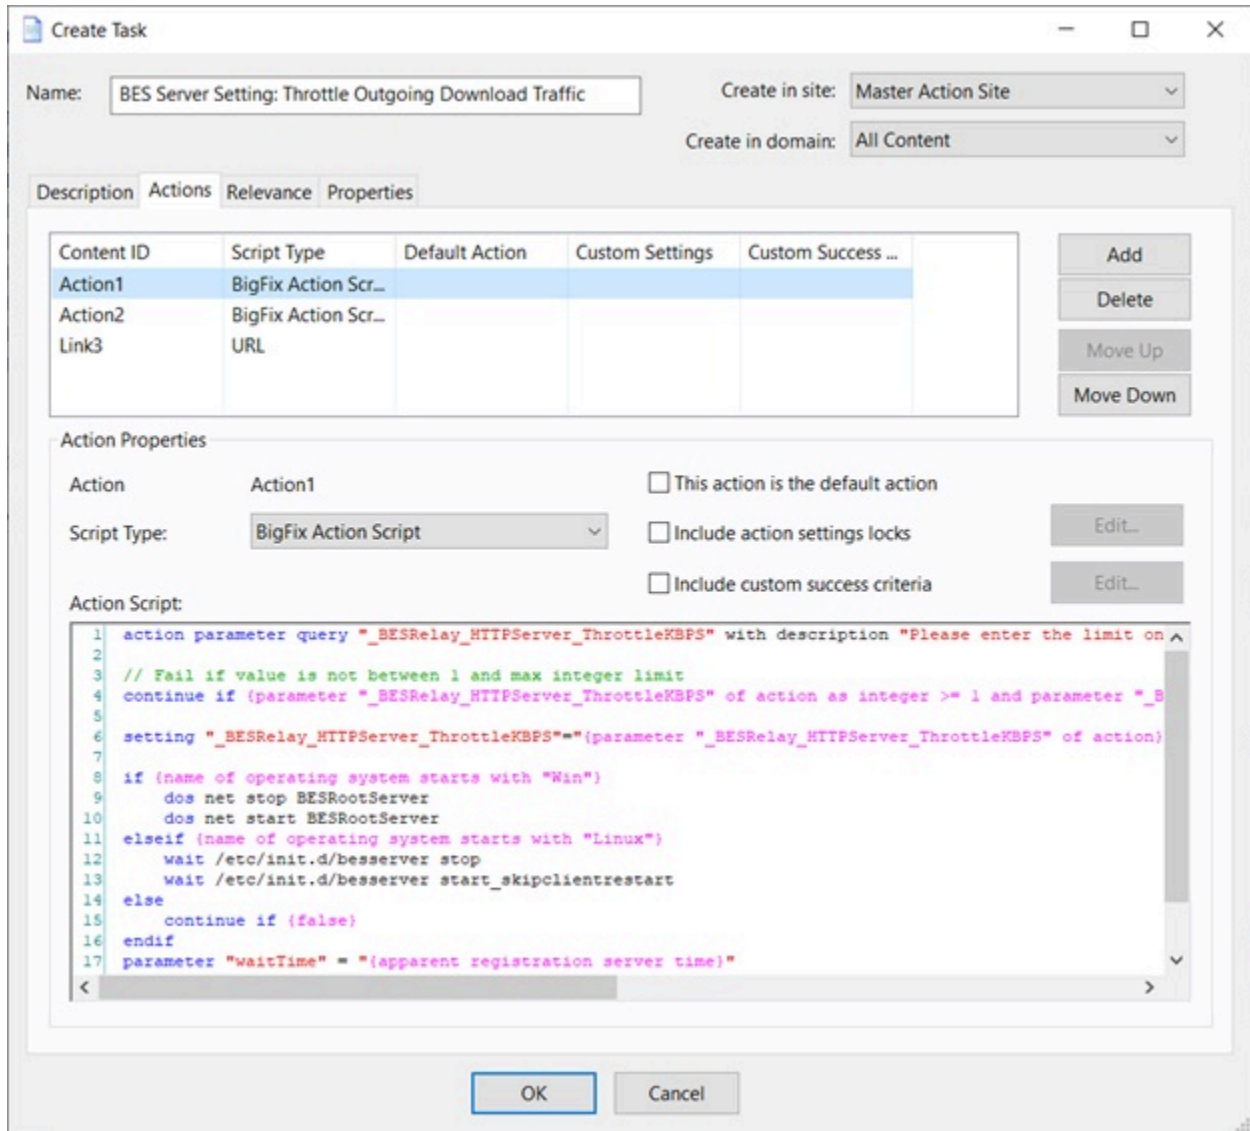 Create Task
Name: BES Server Setting: Throttle Outgoing Download Traffic Create in site: Master Action Site
Create in domain: All Content
Description Actions Relevance Properties
Content ID Script Type Default Action Custom Settings Custom Success ...
Action1 BigFix Action Scr...
Action2 BigFix Action Scr...
Link3 URL
Add
Delete
Move Up
Move Down
Action Properties
Action Action1 This action is the default action
Script Type: BigFix Action Script Include action settings locks Edit...
Include custom success criteria Edit...
Action Script:
1 action parameter query "_BESRelay_HTTPServer_ThrottleKBPS" with description "Please enter the limit on
2
3 // Fail if value is not between 1 and max integer limit
4 continue if {parameter "_BESRelay_HTTPServer_ThrottleKBPS" of action as integer >= 1 and parameter "_B
5
6 setting "_BESRelay_HTTPServer_ThrottleKBPS"="{parameter "_BESRelay_HTTPServer_ThrottleKBPS" of action}
7
8 if {name of operating system starts with "Win"}
9 dos net stop BESRootServer
10 dos net start BESRootServer
11 elseif {name of operating system starts with "Linux"}
12 wait /etc/init.d/besserver stop
13 wait /etc/init.d/besserver start_skipclientrestart
14 else
15 continue if {false}
16 endif
17 parameter "waitTime" = "{apparent registration server time}"
OK Cancel